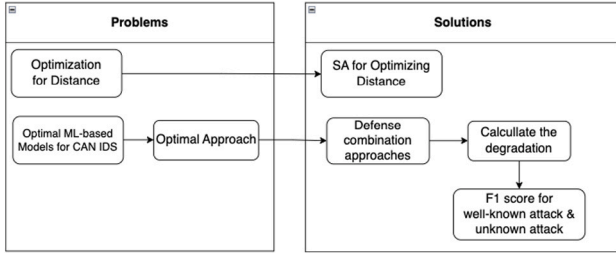 Problems
Solutions
Optimization
for Distance
SA for Optimizing
Distance
Optimal ML-based
Models for CAN IDS
Optimal Approach
Defense
combination
approaches
Calcullate the
degradation
F1 score for
well-known attack &
unknown attack